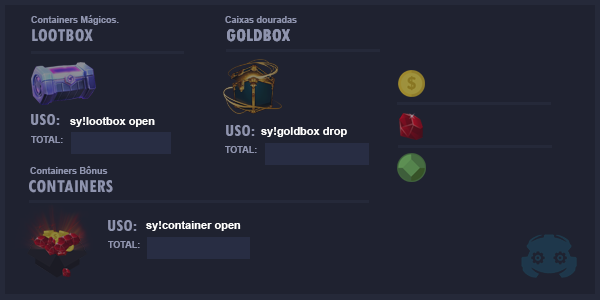 Containers Mágicos.
LOOTBOX
USO: sy!lootbox open
TOTAL:
Caixas douradas
GOLDBOX
USO: sy!goldbox drop
TOTAL:
$
Containers Bônus
CONTAINERS
USO: sy!container open
TOTAL: